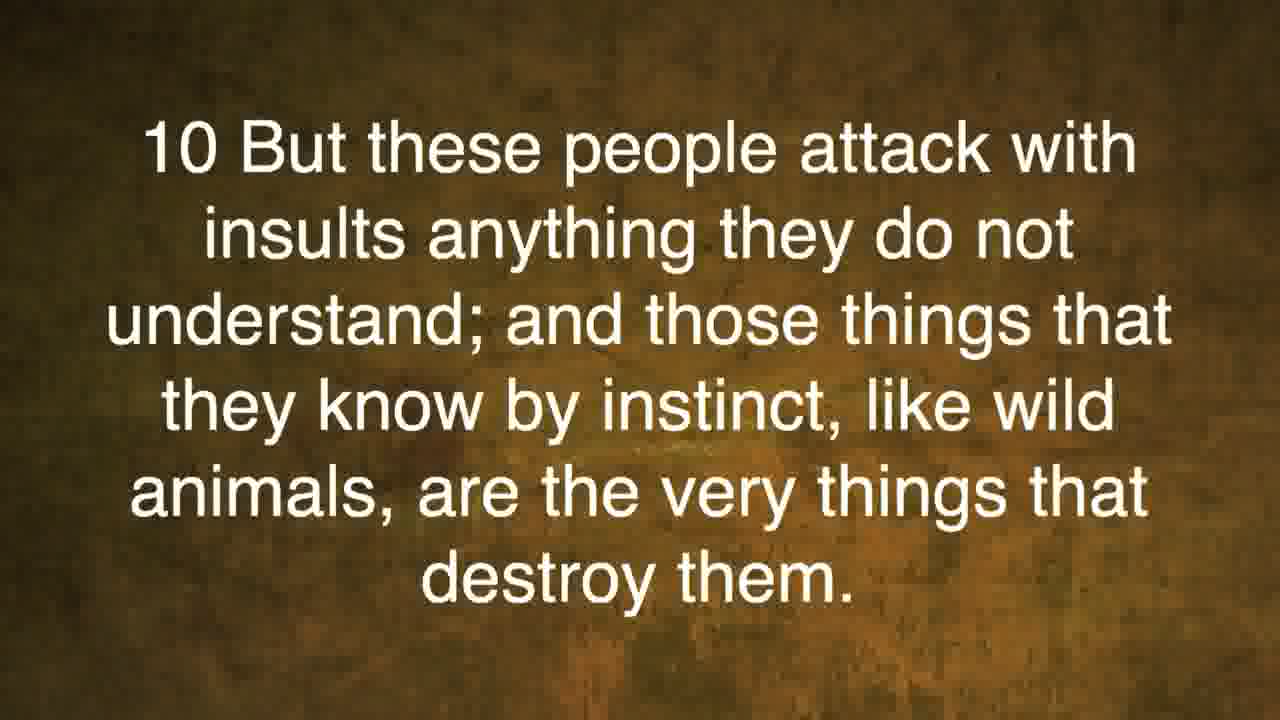 10 But these people attack with
insults anything they do not
understand; and those things that
they know by instinct, like wild
animals, are the very things that
destroy them.